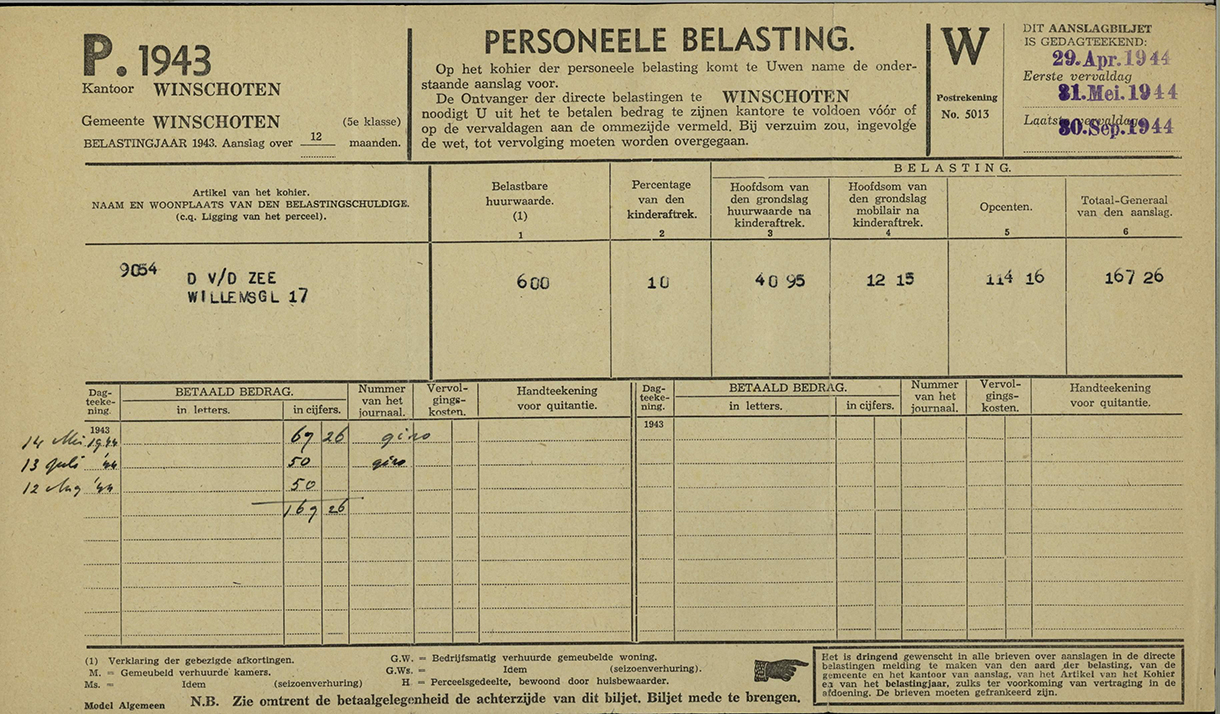 P. 1943
Kantoor WINSCHOTEN
Gemeente WINSCHOTEN (5e klasse)
BELASTINGJAAR 1943. Aanslag over 12 maanden.
PERSONEELE BELASTING.
Op het kohier der personeele belasting komt te Uwen name de onder-
staande aanslag voor.
De Ontvanger der directe belastingen te WINSCHOTEN
noodigt U uit het te betalen bedrag te zijnen kantore te voldoen vóór of
op de vervaldagen aan de ommezijde vermeld. Bij verzuim zou, ingevolge
de wet, tot vervolging moeten worden overgegaan.
W
Postrekening
No. 5013
DIT AANSLAGBILJET
IS GEDAGTEEKEND:
29. Apr. 1944
Eerste vervaldag
31. Mei. 1944
Laatste vervaldag
30. Sep. 1944
Artikel van het kohier.
NAAM EN WOONPLAATS VAN DEN BELASTINGSCHULDIGE.
(c.q. Ligging van het perceel).
Belastbare
huurwaarde.
(1)
1
Percentage
van den
kinderaftrek.
2
BELASTING.
Hoofdsom van
den grondslag
huurwaarde na
kinderaftrek.
3
Hoofdsom van
den grondslag
mobilair na
kinderaftrek.
4
Opcenten.
5
Totaal-Generaal
van den aanslag.
6
9054 D V/D ZEE 600 10 40 95 12 15 114 16 167 26
WILLEMSGL 17
Dag-
teeke-
ning.
BETAALD BEDRAG.
in letters. in cijfers.
Nummer
van het
journaal.
Vervol-
gings-
kosten.
Handteekening
voor quitantie.
Dag-
teeke-
ning.
BETAALD BEDRAG.
in letters. in cijfers.
Nummer
van het
journaal.
Vervol-
gings-
kosten.
Handteekening
voor quitantie.
1943 1943
14 Mei 1944 67 26 giro
13 Juli '44 50 giro
12 Aug '44 50
167 26
(1) Verklaring der gebezigde afkortingen.
M. = Gemeubeld verhuurde kamers.
Ms. = Idem (seizoenverhuring)
G.W. = Bedrijfsmatig verhuurde gemeubelde woning.
G.Ws. = Idem (seizoenverhuring).
H = Perceelsgedeelte, bewoond door huisbewaarder.
Het is dringend gewenscht in alle brieven over aanslagen in de directe
belastingen melding te maken van den aard der belasting, van de
gemeente en het kantoor van aanslag, van het Artikel van het Kohier
en van het belastingjaar, zulks ter voorkoming van vertraging in de
afdoening. De brieven moeten gefrankeerd zijn.
Model Algemeen N.B. Zie omtrent de betaalgelegenheid de achterzijde van dit biljet. Biljet mede te brengen.